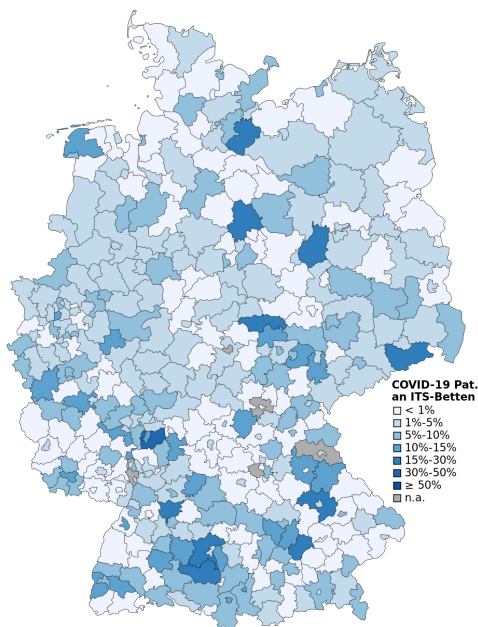 COVID-19 Pat.
an ITS-Betten
< 1%
1%-5%
5%-10%
10%-15%
15%-30%
30%-50%
≥ 50%
n.a.